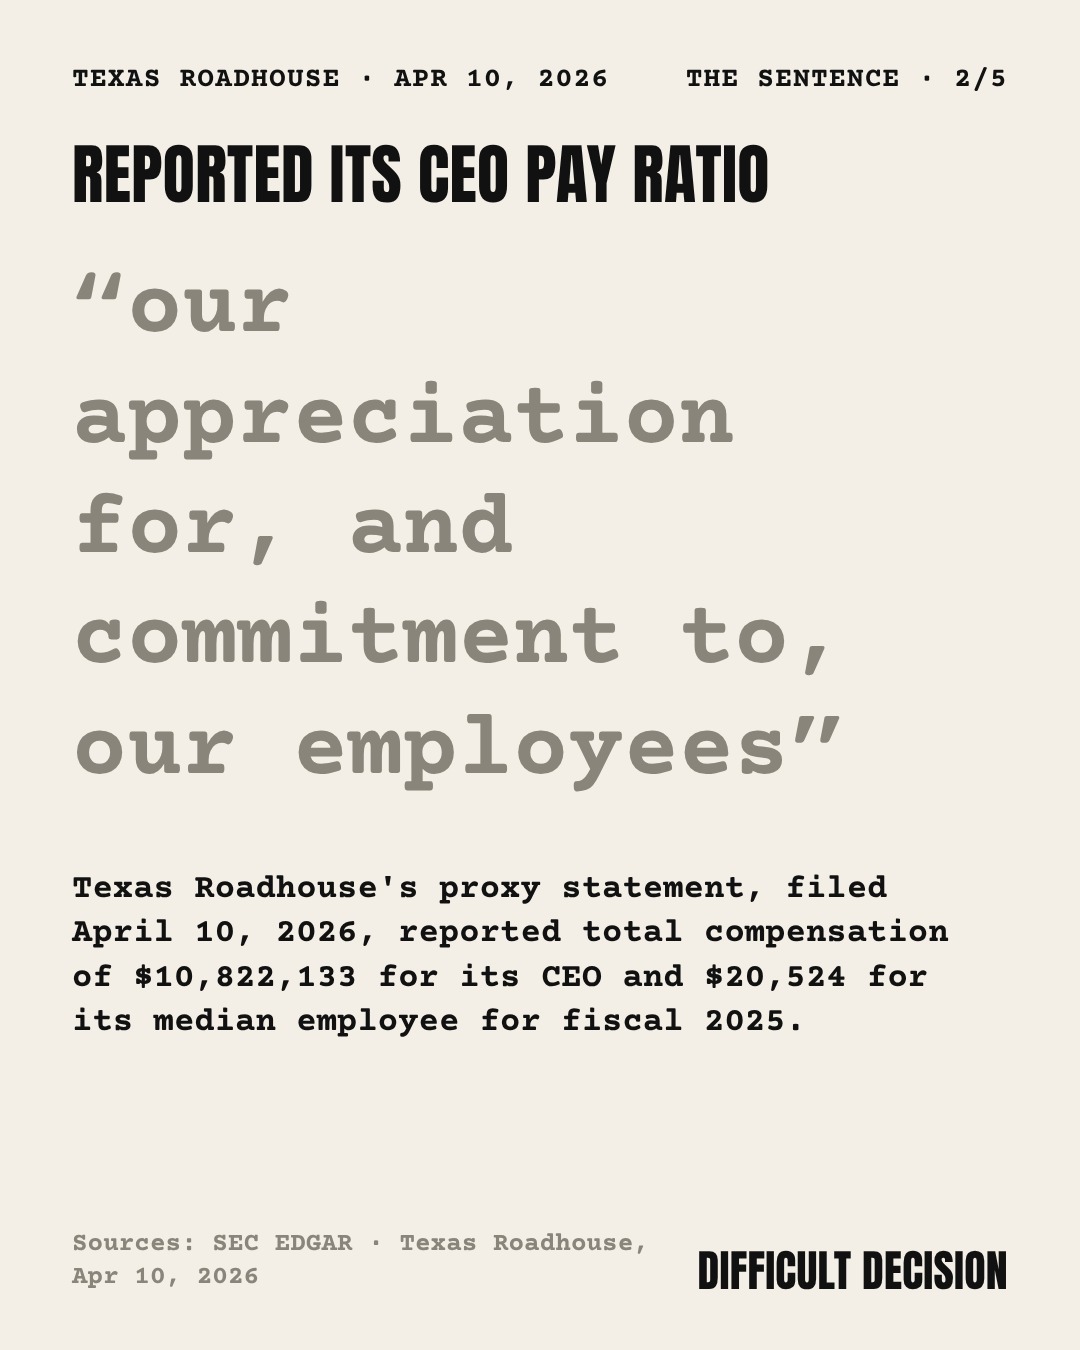 TEXAS ROADHOUSE · APR 10, 2026
THE SENTENCE · 2/5
REPORTED ITS CEO PAY RATIO
“our
appreciation
for, and
commitment to,
our employees”
Texas Roadhouse's proxy statement, filed
April 10, 2026, reported total compensation
of $10,822,133 for its CEO and $20,524 for
its median employee for fiscal 2025.
Sources: SEC EDGAR · Texas Roadhouse,
Apr 10, 2026
DIFFICULT DECISION